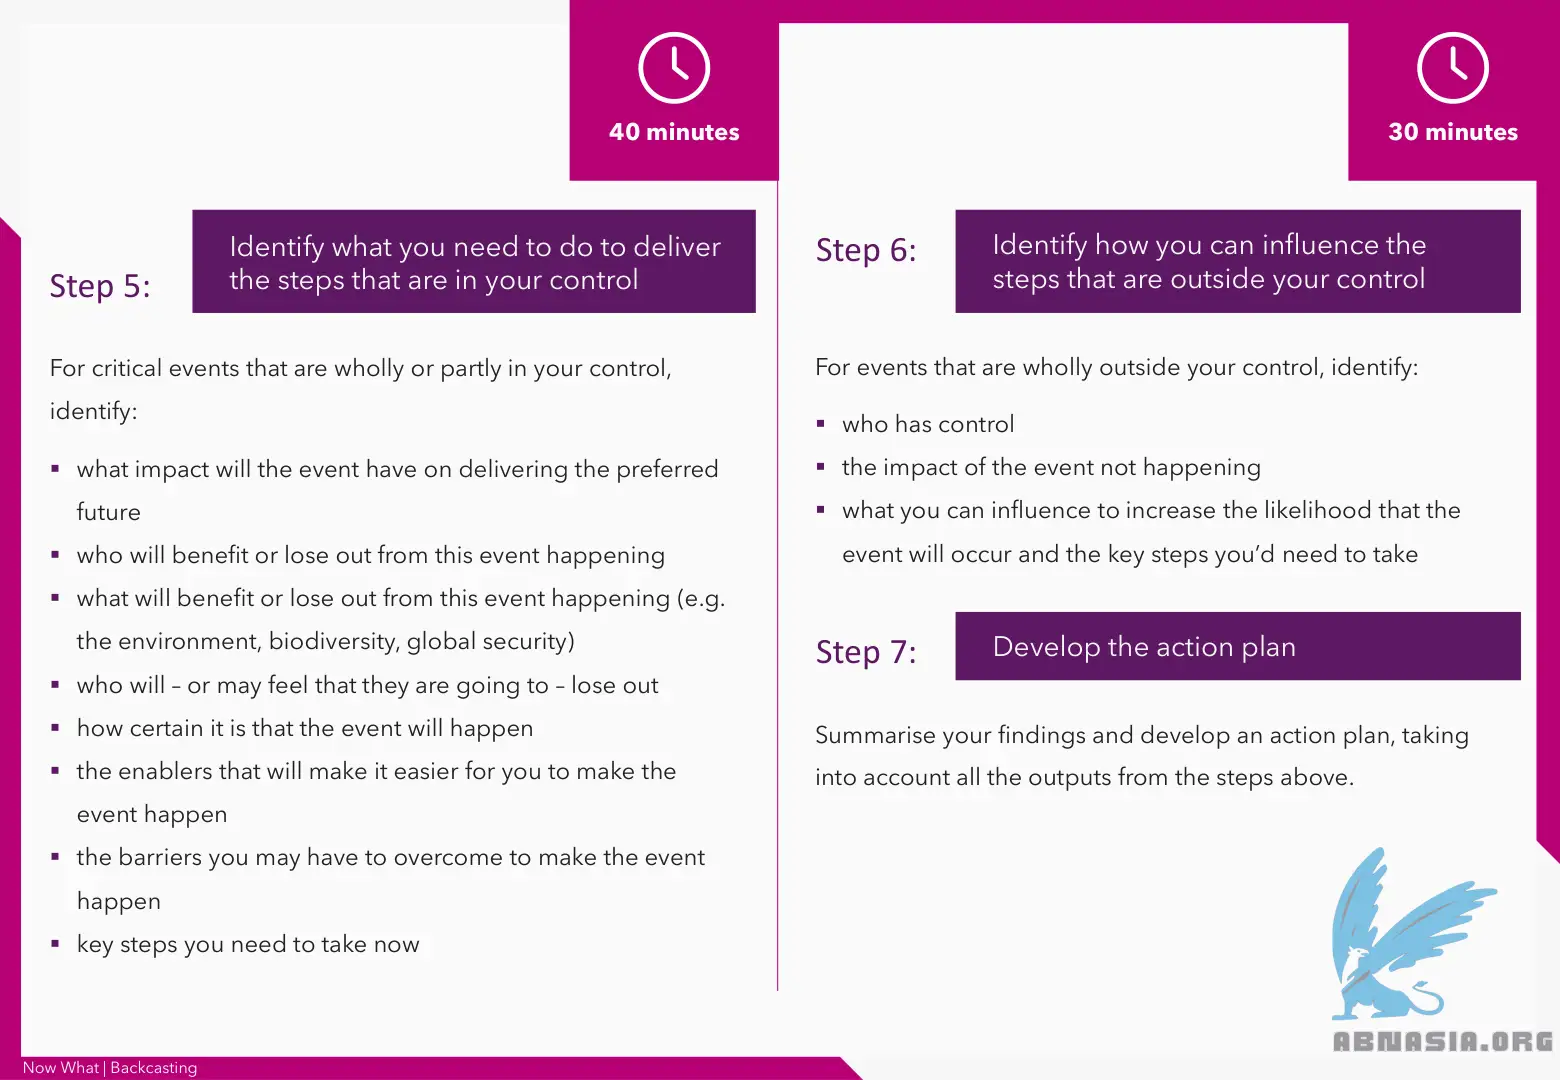 40 minutes
Step 5:
Identify what you need to do to deliver
the steps that are in your control
For critical events that are wholly or partly in your control,
identify:
▪ what impact will the event have on delivering the preferred
future
▪ who will benefit or lose out from this event happening
▪ what will benefit or lose out from this event happening (e.g.
the environment, biodiversity, global security)
▪ who will – or may feel that they are going to – lose out
▪ how certain it is that the event will happen
▪ the enablers that will make it easier for you to make the
event happen
▪ the barriers you may have to overcome to make the event
happen
▪ key steps you need to take now
30 minutes
Step 6:
Identify how you can influence the
steps that are outside your control
For events that are wholly outside your control, identify:
▪ who has control
▪ the impact of the event not happening
▪ what you can influence to increase the likelihood that the
event will occur and the key steps you’d need to take
Step 7:
Develop the action plan
Summarise your findings and develop an action plan, taking
into account all the outputs from the steps above.
ABNASIA.ORG
Now What | Backcasting